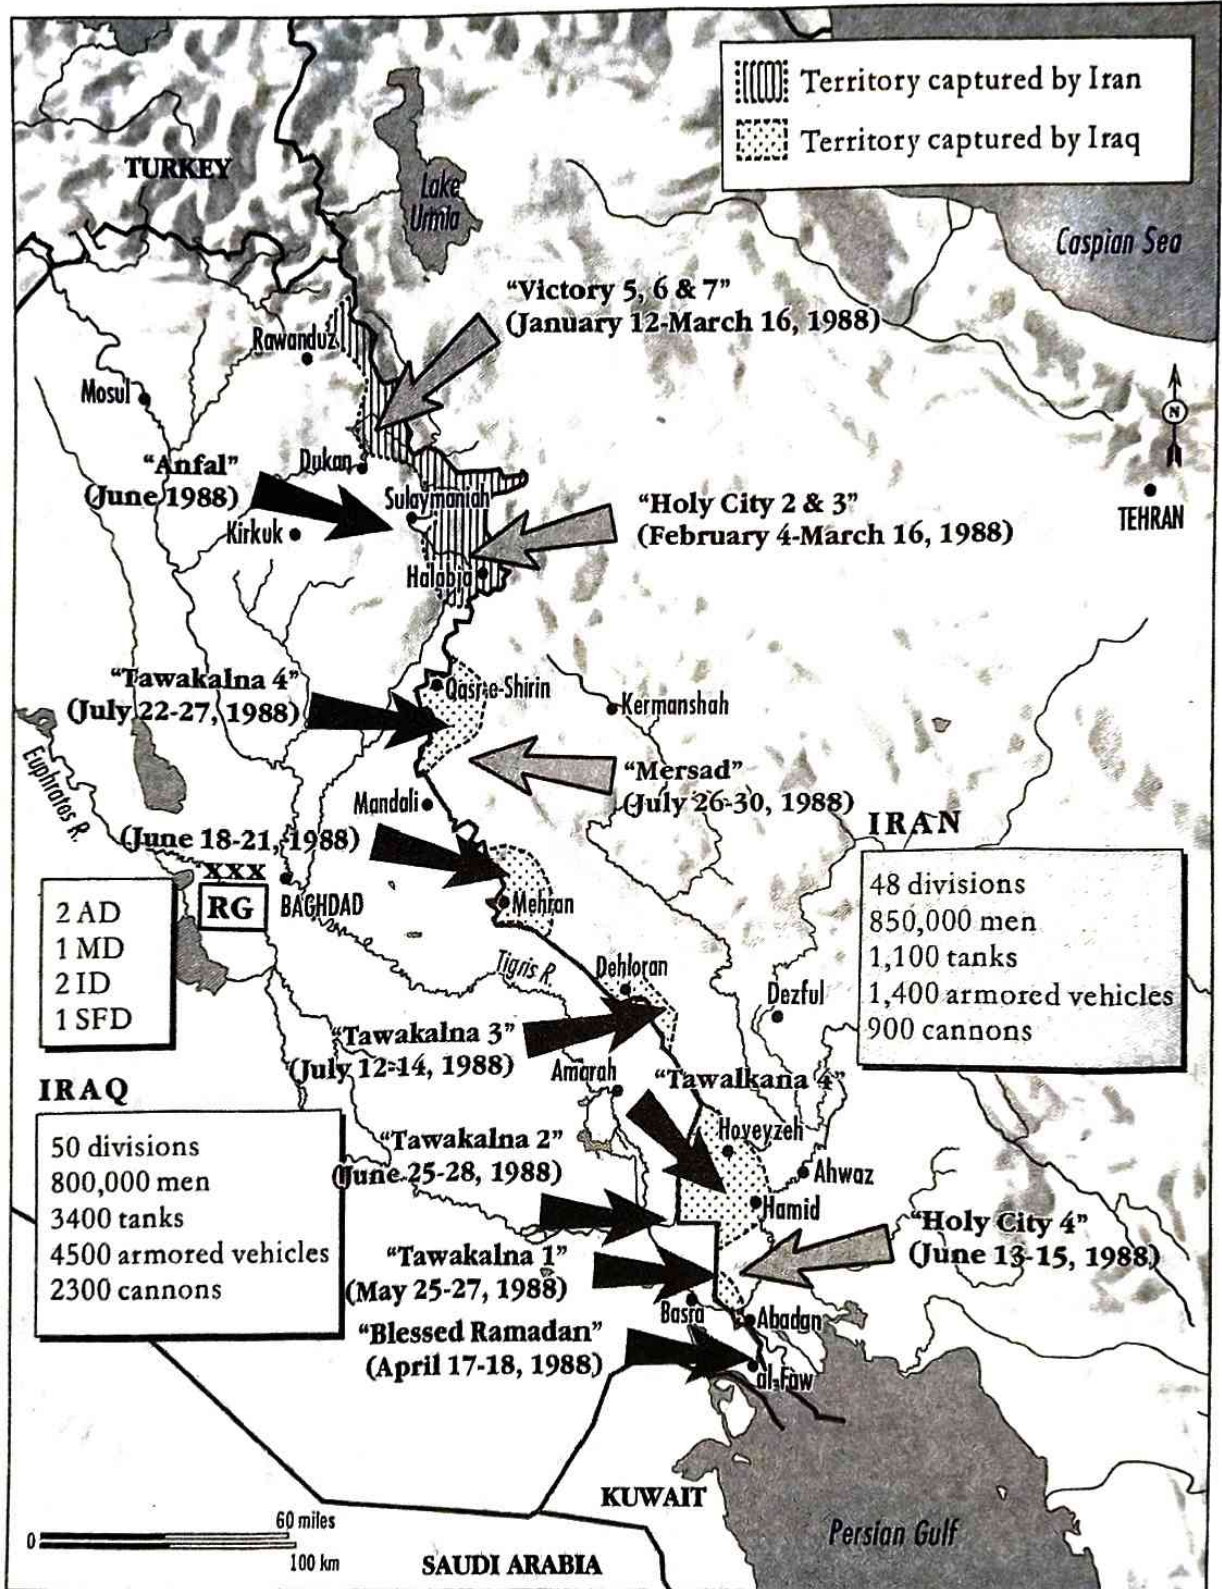 Territory captured by Iran
Territory captured by Iraq
TURKEY
Lake
Urmia
Caspian Sea
"Victory 5, 6 & 7"
(January 12-March 16, 1988)
Rawanduz
Mosul
N
"Anfal"
(June 1988)
Dukan
Sulaymaniah
Kirkuk
"Holy City 2 & 3"
(February 4-March 16, 1988)
TEHRAN
Halabja
"Tawakalna 4"
(July 22-27, 1988)
Qasr-e-Shirin
Kermanshah
Euphrates R.
"Mersad"
(July 26-30, 1988)
Mandali
(June 18-21, 1988)
IRAN
XXX
RG
BAGHDAD
Mehran
2 AD
1 MD
2 ID
1 SFD
48 divisions
850,000 men
1,100 tanks
1,400 armored vehicles
900 cannons
Tigris R.
Dehloran
Dezful
"Tawakalna 3"
(July 12-14, 1988)
Amarah
"Tawalkana 4"
IRAQ
50 divisions
800,000 men
3400 tanks
4500 armored vehicles
2300 cannons
"Tawakalna 2"
(June 25-28, 1988)
Hoveyzeh
Ahwaz
Hamid
"Holy City 4"
(June 13-15, 1988)
"Tawakalna 1"
(May 25-27, 1988)
Basra
Abadan
"Blessed Ramadan"
(April 17-18, 1988)
al-Faw
KUWAIT
Persian Gulf
0
60 miles
100 km
SAUDI ARABIA